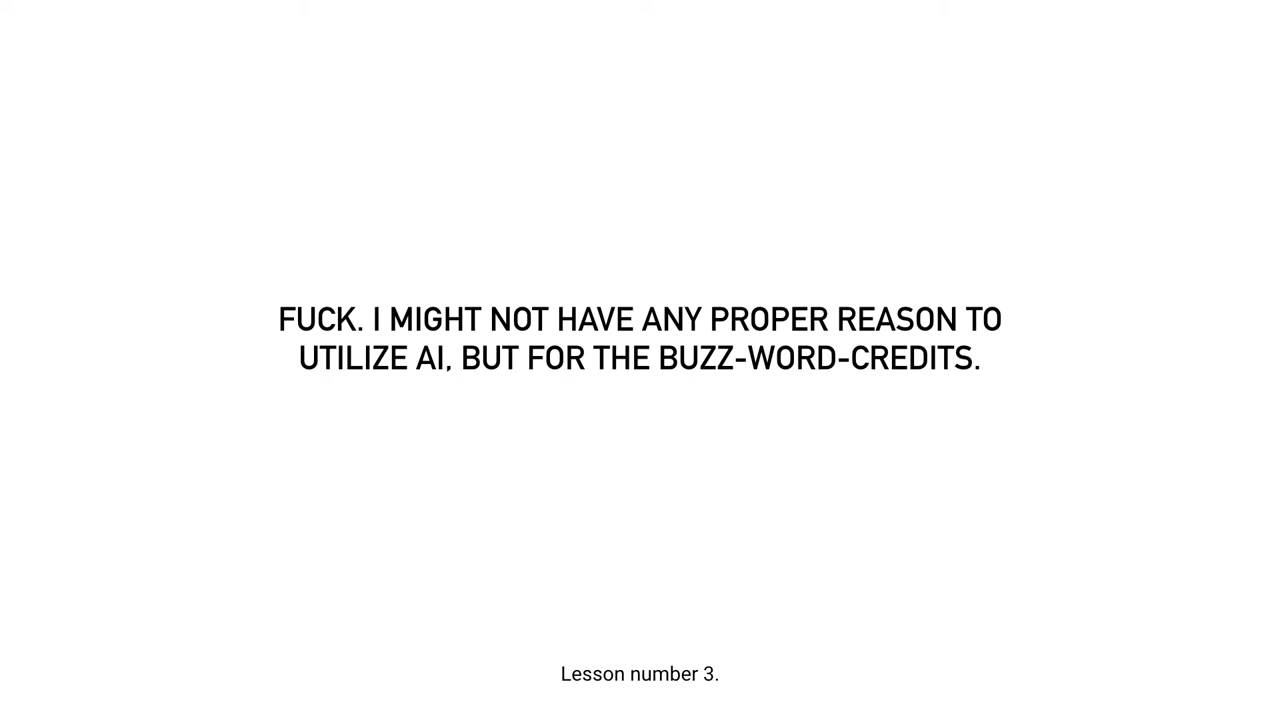 FUCK. I MIGHT NOT HAVE ANY PROPER REASON TO
UTILIZE AI, BUT FOR THE BUZZ-WORD-CREDITS.
Lesson number 3.